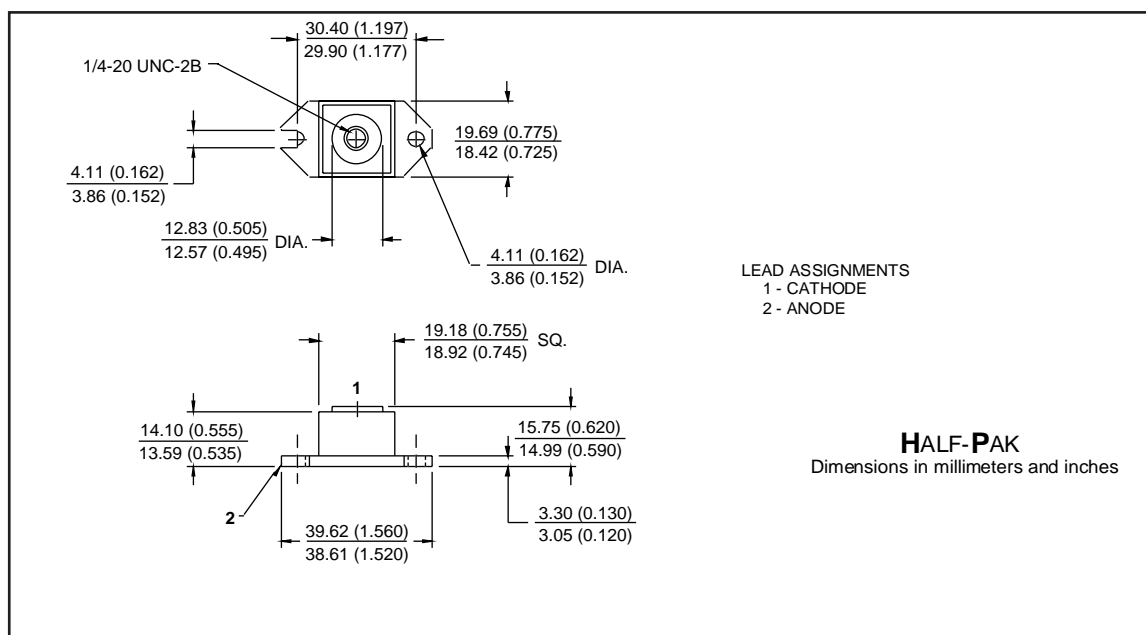 30.40 (1.197)
29.90 (1.177)
1/4-20 UNC-2B
19.69 (0.775)
18.42 (0.725)
4.11 (0.162)
3.86 (0.152)
12.83 (0.505)
12.57 (0.495)
DIA.
4.11 (0.162)
3.86 (0.152)
DIA.
LEAD ASSIGNMENTS
1 - CATHODE
2 - ANODE
19.18 (0.755)
18.92 (0.745)
SQ.
1
14.10 (0.555)
13.59 (0.535)
15.75 (0.620)
14.99 (0.590)
HALF-PAK
Dimensions in millimeters and inches
2
3.30 (0.130)
3.05 (0.120)
39.62 (1.560)
38.61 (1.520)